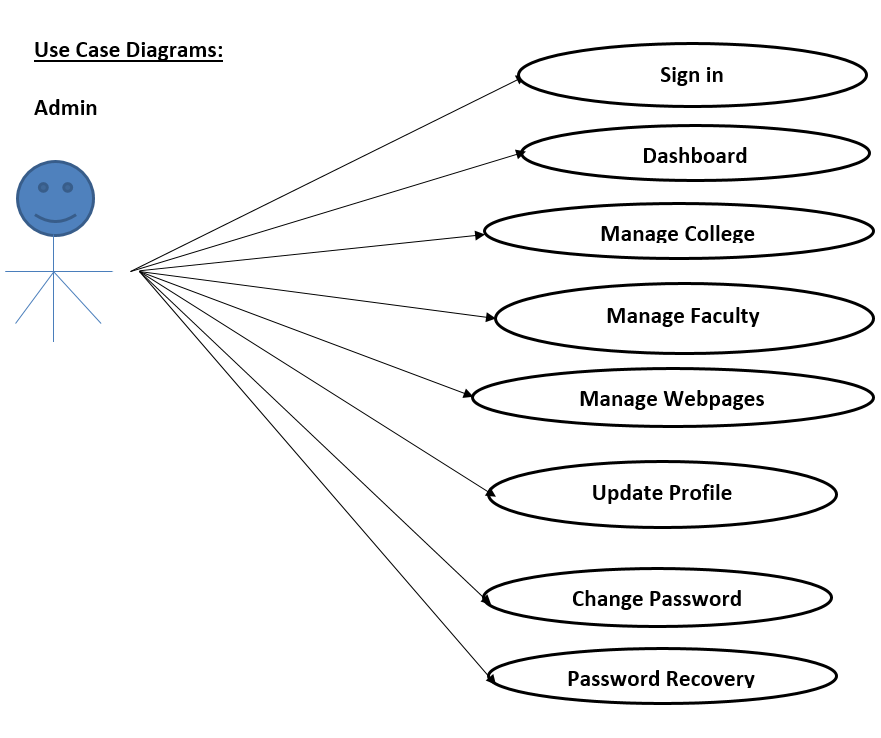 Use Case Diagrams:
Admin
Sign in
Dashboard
Manage College
Manage Faculty
Manage Webpages
Update Profile
Change Password
Password Recovery